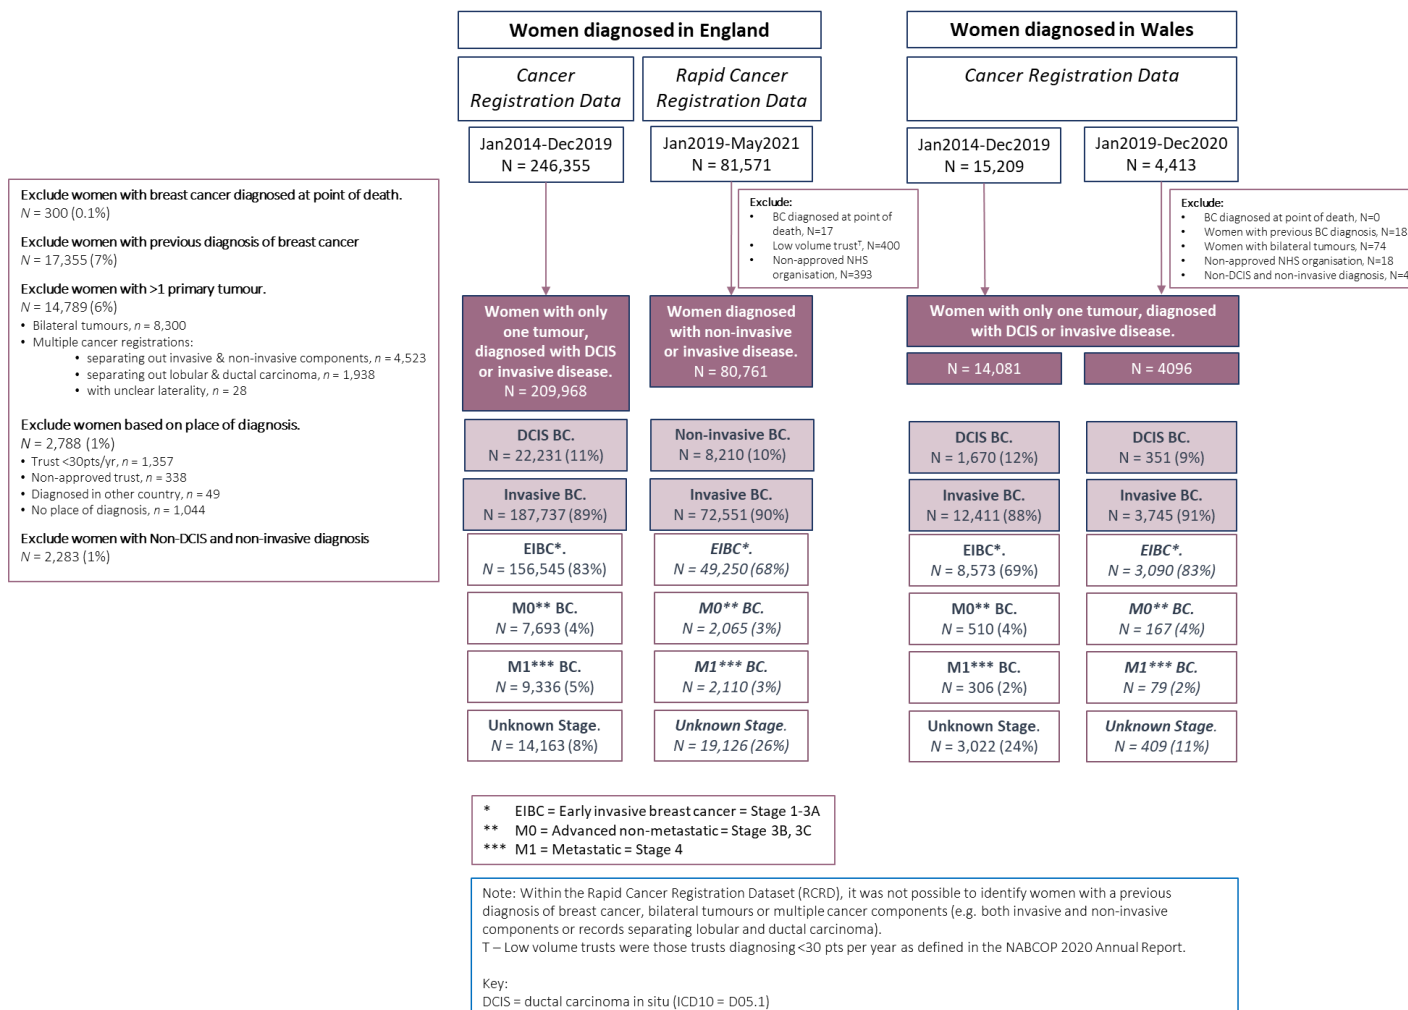 Women diagnosed in England
Women diagnosed in Wales
Cancer
Registration Data
Rapid Cancer
Registration Data
Cancer Registration Data
Jan2014-Dec2019
N = 246,355
Jan2019-May2021
N = 81,571
Jan2014-Dec2019
N = 15,209
Jan2019-Dec2020
N = 4,413
Exclude women with breast cancer diagnosed at point of death.
N = 300 (0.1%)
Exclude women with previous diagnosis of breast cancer
N = 17,355 (7%)
Exclude women with >1 primary tumour.
N = 14,789 (6%)
• Bilateral tumours, n = 8,300
• Multiple cancer registrations:
• separating out invasive & non-invasive components, n = 4,523
• separating out lobular & ductal carcinoma, n = 1,938
• with unclear laterality, n = 28
Exclude women based on place of diagnosis.
N = 2,788 (1%)
• Trust <30pts/yr, n = 1,357
• Non-approved trust, n = 338
• Diagnosed in other country, n = 49
• No place of diagnosis, n = 1,044
Exclude women with Non-DCIS and non-invasive diagnosis
N = 2,283 (1%)
Exclude:
• BC diagnosed at point of
death, N=17
• Low volume trustᵀ, N=400
• Non-approved NHS
organisation, N=393
Exclude:
• BC diagnosed at point of death, N=0
• Women with previous BC diagnosis, N=18
• Women with bilateral tumours, N=74
• Non-approved NHS organisation, N=18
• Non-DCIS and non-invasive diagnosis, N=4
Women with only
one tumour,
diagnosed with DCIS
or invasive disease.
N = 209,968
Women diagnosed
with non-invasive
or invasive disease.
N = 80,761
Women with only one tumour, diagnosed
with DCIS or invasive disease.
N = 14,081
N = 4096
DCIS BC.
N = 22,231 (11%)
Non-invasive BC.
N = 8,210 (10%)
DCIS BC.
N = 1,670 (12%)
DCIS BC.
N = 351 (9%)
Invasive BC.
N = 187,737 (89%)
Invasive BC.
N = 72,551 (90%)
Invasive BC.
N = 12,411 (88%)
Invasive BC.
N = 3,745 (91%)
EIBC*.
N = 156,545 (83%)
EIBC*.
N = 49,250 (68%)
EIBC*.
N = 8,573 (69%)
EIBC*.
N = 3,090 (83%)
M0** BC.
N = 7,693 (4%)
M0** BC.
N = 2,065 (3%)
M0** BC.
N = 510 (4%)
M0** BC.
N = 167 (4%)
M1*** BC.
N = 9,336 (5%)
M1*** BC.
N = 2,110 (3%)
M1*** BC.
N = 306 (2%)
M1*** BC.
N = 79 (2%)
Unknown Stage.
N = 14,163 (8%)
Unknown Stage.
N = 19,126 (26%)
Unknown Stage.
N = 3,022 (24%)
Unknown Stage.
N = 409 (11%)
* EIBC = Early invasive breast cancer = Stage 1-3A
** M0 = Advanced non-metastatic = Stage 3B, 3C
*** M1 = Metastatic = Stage 4
Note: Within the Rapid Cancer Registration Dataset (RCRD), it was not possible to identify women with a previous
diagnosis of breast cancer, bilateral tumours or multiple cancer components (e.g. both invasive and non-invasive
components or records separating lobular and ductal carcinoma).
T – Low volume trusts were those trusts diagnosing <30 pts per year as defined in the NABCOP 2020 Annual Report.
Key:
DCIS = ductal carcinoma in situ (ICD10 = D05.1)